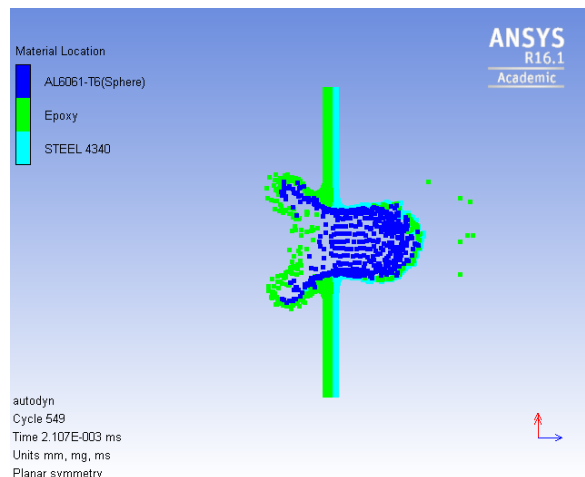 Material Location
AL6061-T6(Sphere)
Epoxy
STEEL 4340
ANSYS
R16.1
Academic
autodyn
Cycle 549
Time 2.107E-003 ms
Units mm, mg, ms
Planar symmetry